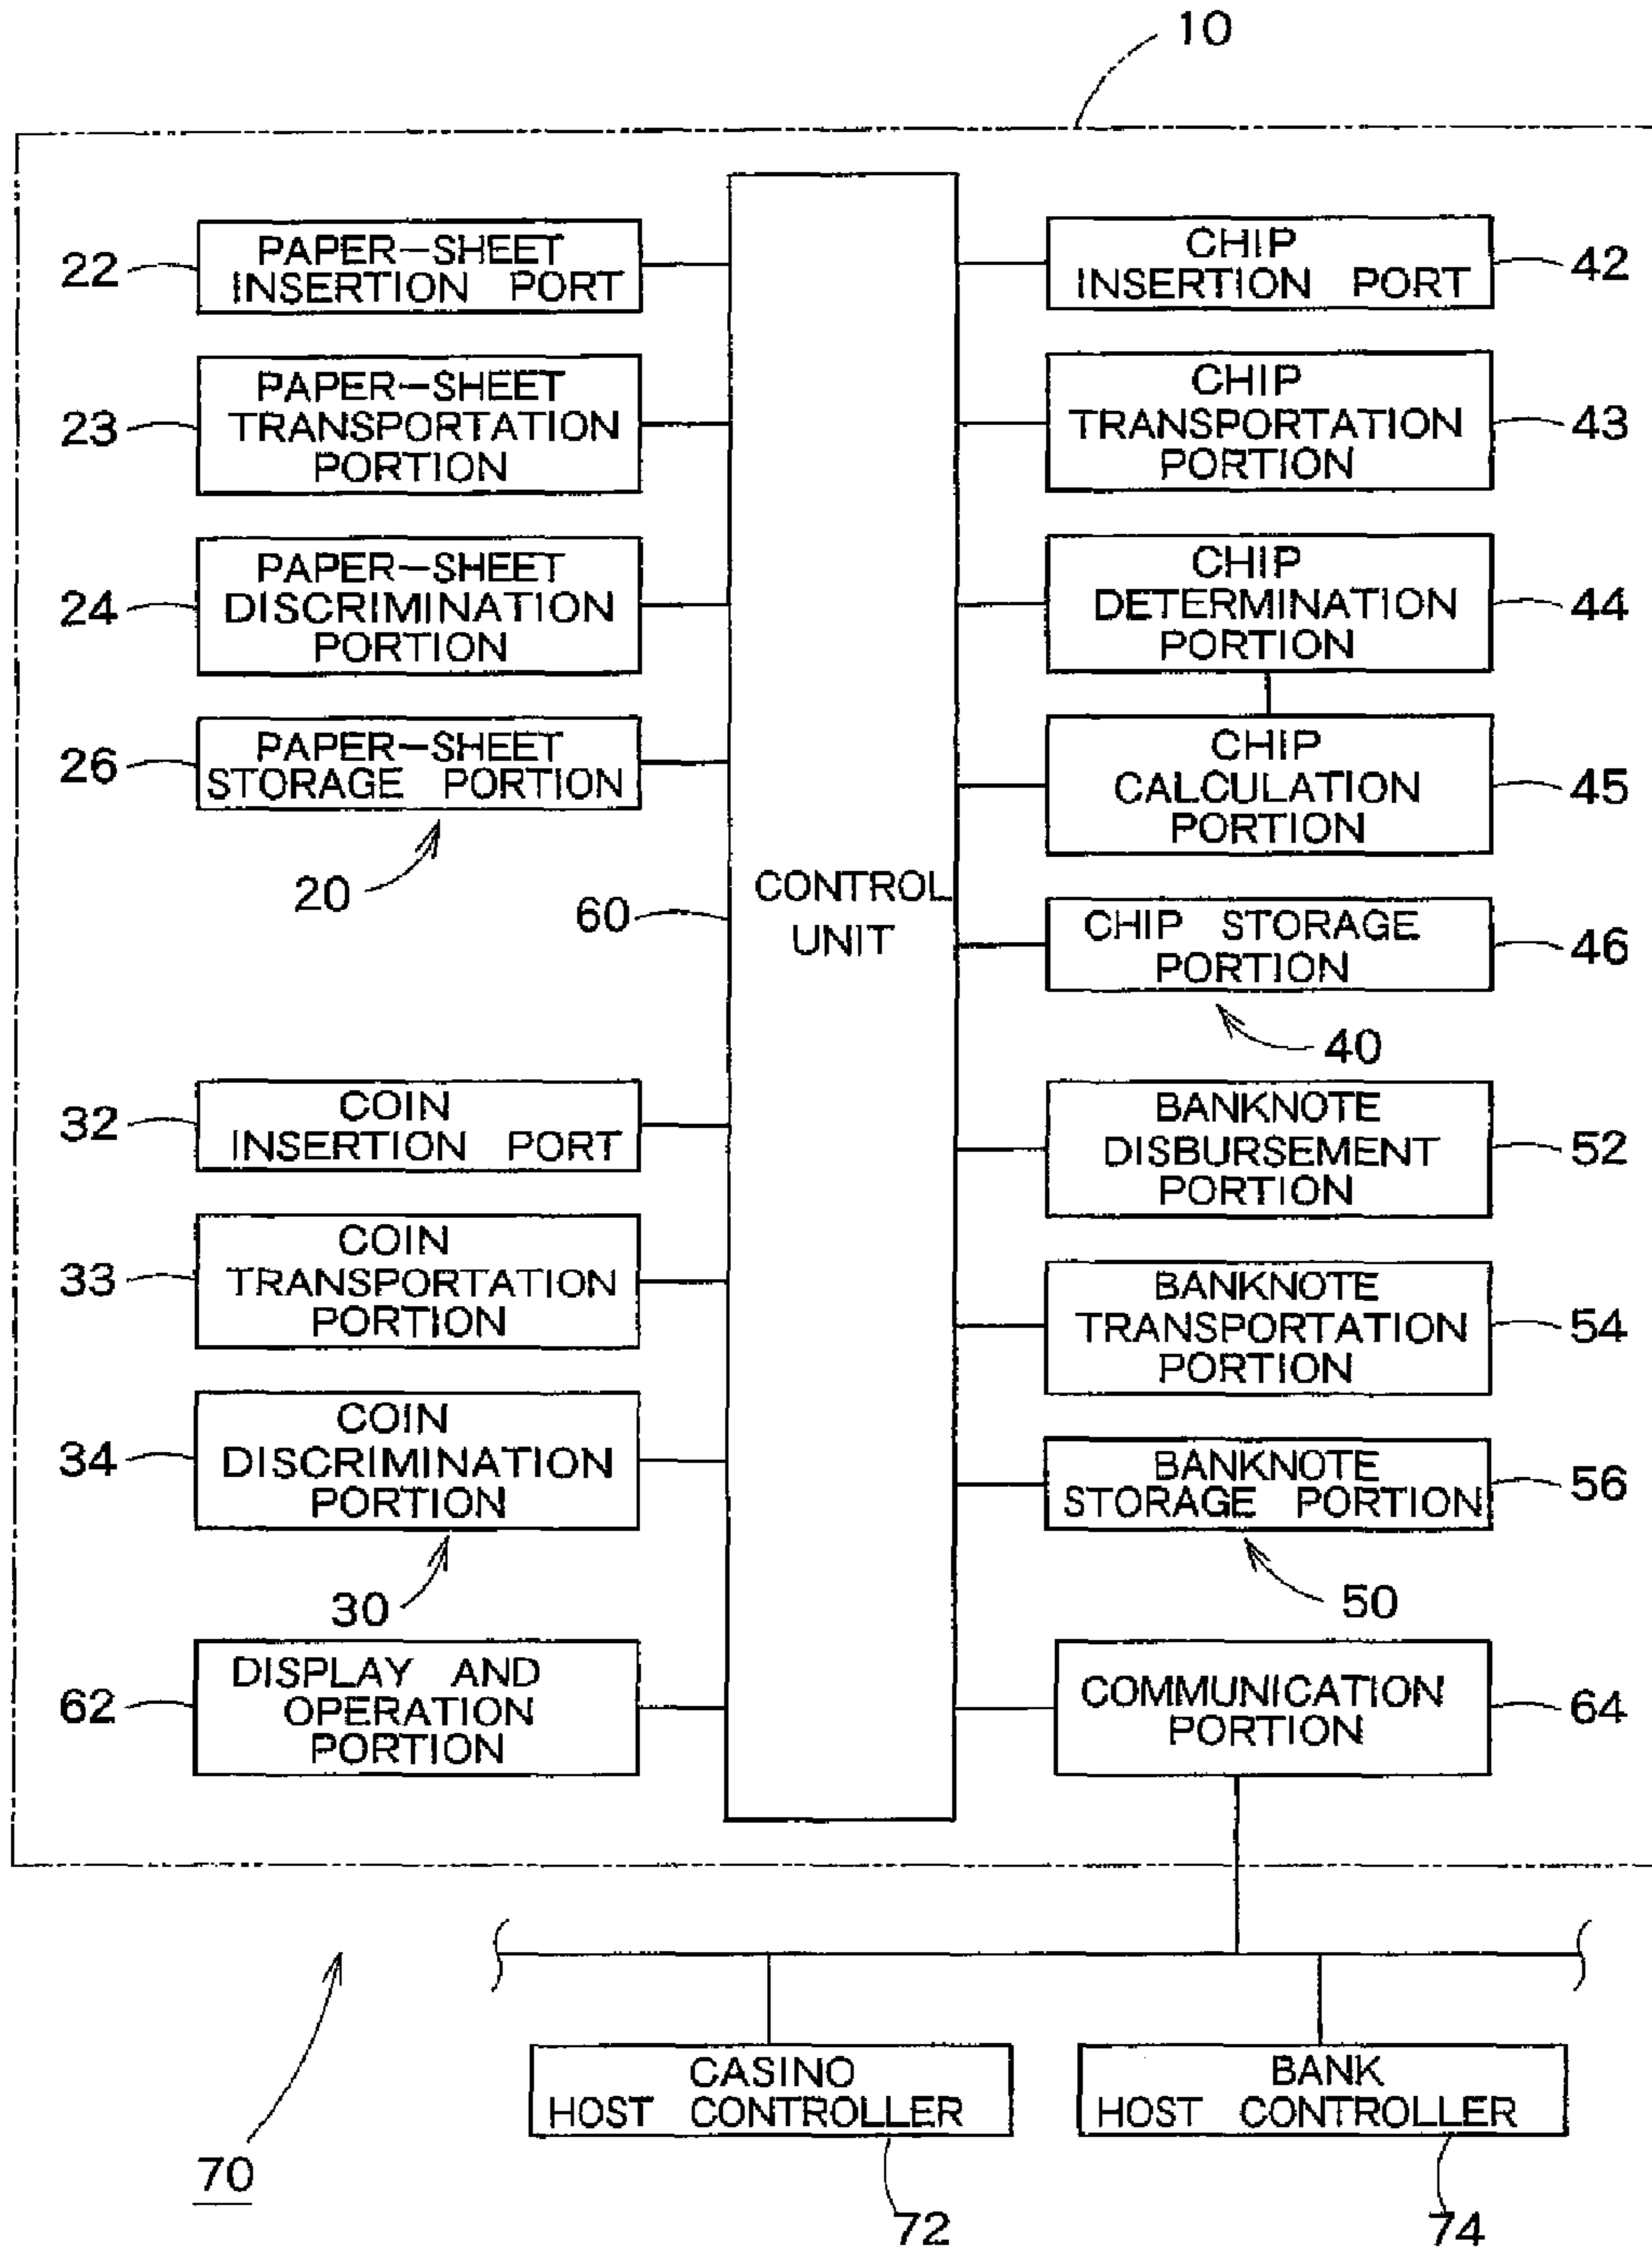 10
22
PAPER-SHEET
INSERTION PORT
23
PAPER-SHEET
TRANSPORTATION
PORTION
24
PAPER-SHEET
DISCRIMINATION
PORTION
26
PAPER-SHEET
STORAGE PORTION
20
32
COIN
INSERTION PORT
33
COIN
TRANSPORTATION
PORTION
34
COIN
DISCRIMINATION
PORTION
30
62
DISPLAY AND
OPERATION
PORTION
60
CONTROL
UNIT
CHIP
INSERTION PORT
42
CHIP
TRANSPORTATION
PORTION
43
CHIP
DETERMINATION
PORTION
44
CHIP
CALCULATION
PORTION
45
CHIP STORAGE
PORTION
46
40
BANKNOTE
DISBURSEMENT
PORTION
52
BANKNOTE
TRANSPORTATION
PORTION
54
BANKNOTE
STORAGE PORTION
56
50
COMMUNICATION
PORTION
64
70
CASINO
HOST CONTROLLER
72
BANK
HOST CONTROLLER
74